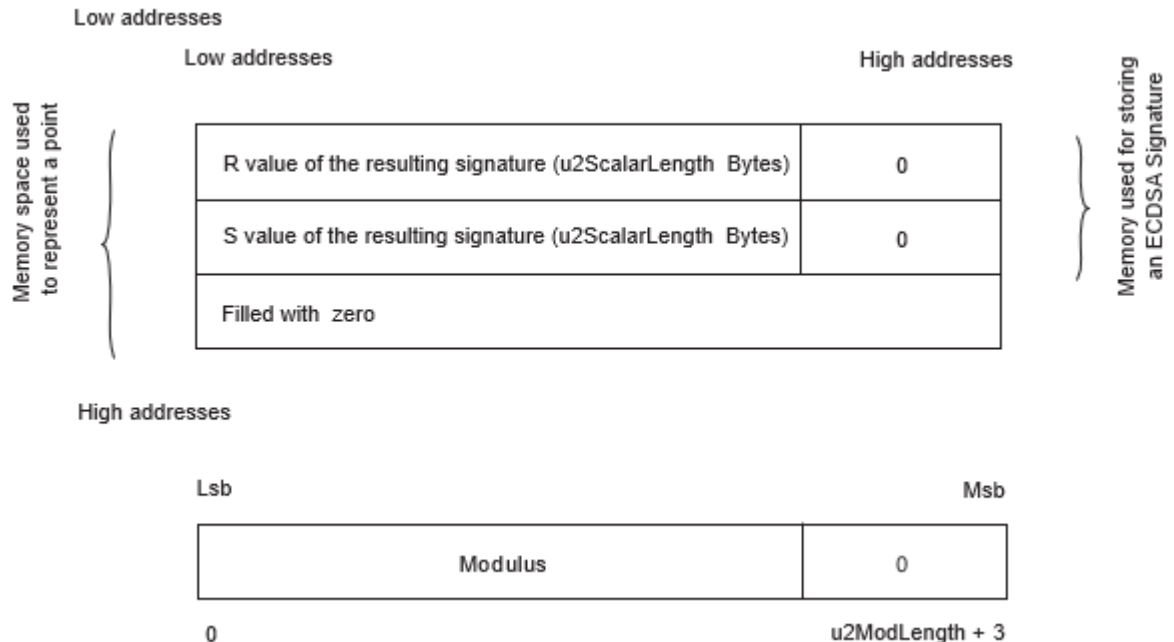 Low addresses
Low addresses
High addresses
Memory space used
to represent a point
R value of the resulting signature (u2ScalarLength Bytes)
0
S value of the resulting signature (u2ScalarLength Bytes)
0
Filled with zero
Memory used for storing
an ECDSA Signature
High addresses
Lsb
Msb
Modulus
0
0
u2ModLength + 3